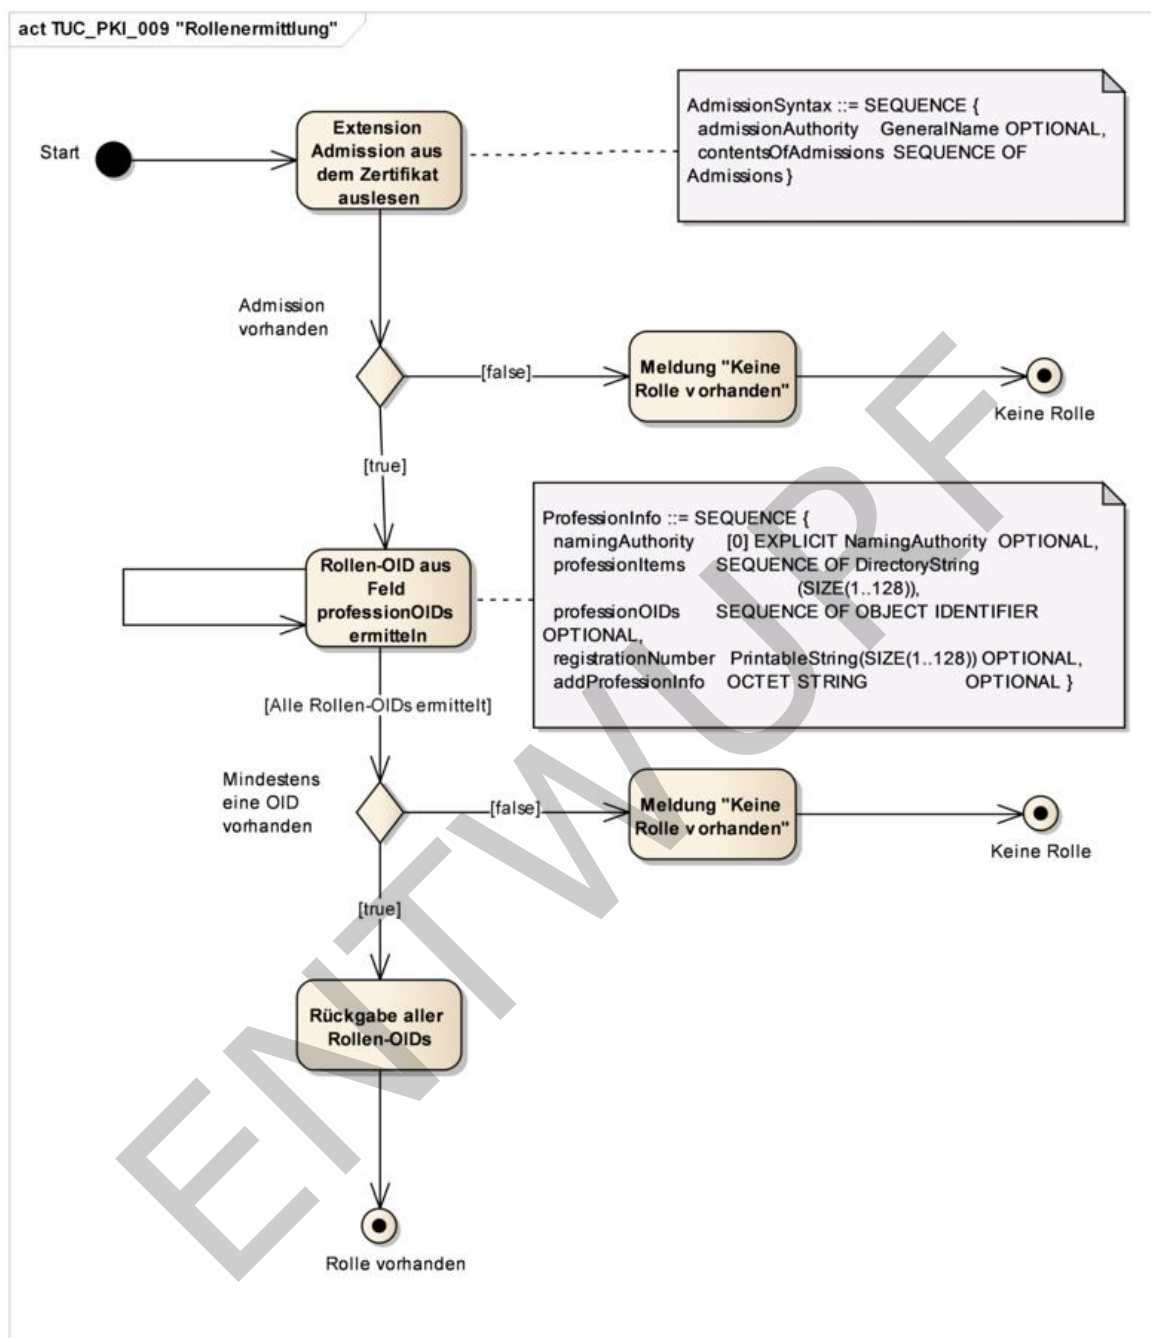 act TUC_PKI_009 "Rollenermittlung"
Start
Extension
Admission aus
dem Zertifikat
auslesen
AdmissionSyntax ::= SEQUENCE {
admissionAuthority GeneralName OPTIONAL,
contentsOfAdmissions SEQUENCE OF
Admissions }
Admission
vorhanden
[false]
Meldung "Keine
Rolle vorhanden"
Keine Rolle
[true]
Rollen-OID aus
Feld
professionOIDs
ermitteln
ProfessionInfo ::= SEQUENCE {
namingAuthority [0] EXPLICIT NamingAuthority OPTIONAL,
professionItems SEQUENCE OF DirectoryString
(SIZE(1..128)),
professionOIDs SEQUENCE OF OBJECT IDENTIFIER
OPTIONAL,
registrationNumber PrintableString(SIZE(1..128)) OPTIONAL,
addProfessionInfo OCTET STRING OPTIONAL }
[Alle Rollen-OIDs ermittelt]
Mindestens
eine OID
vorhanden
[false]
Meldung "Keine
Rolle vorhanden"
Keine Rolle
[true]
Rückgabe aller
Rollen-OIDs
Rolle vorhanden
ENTWURF